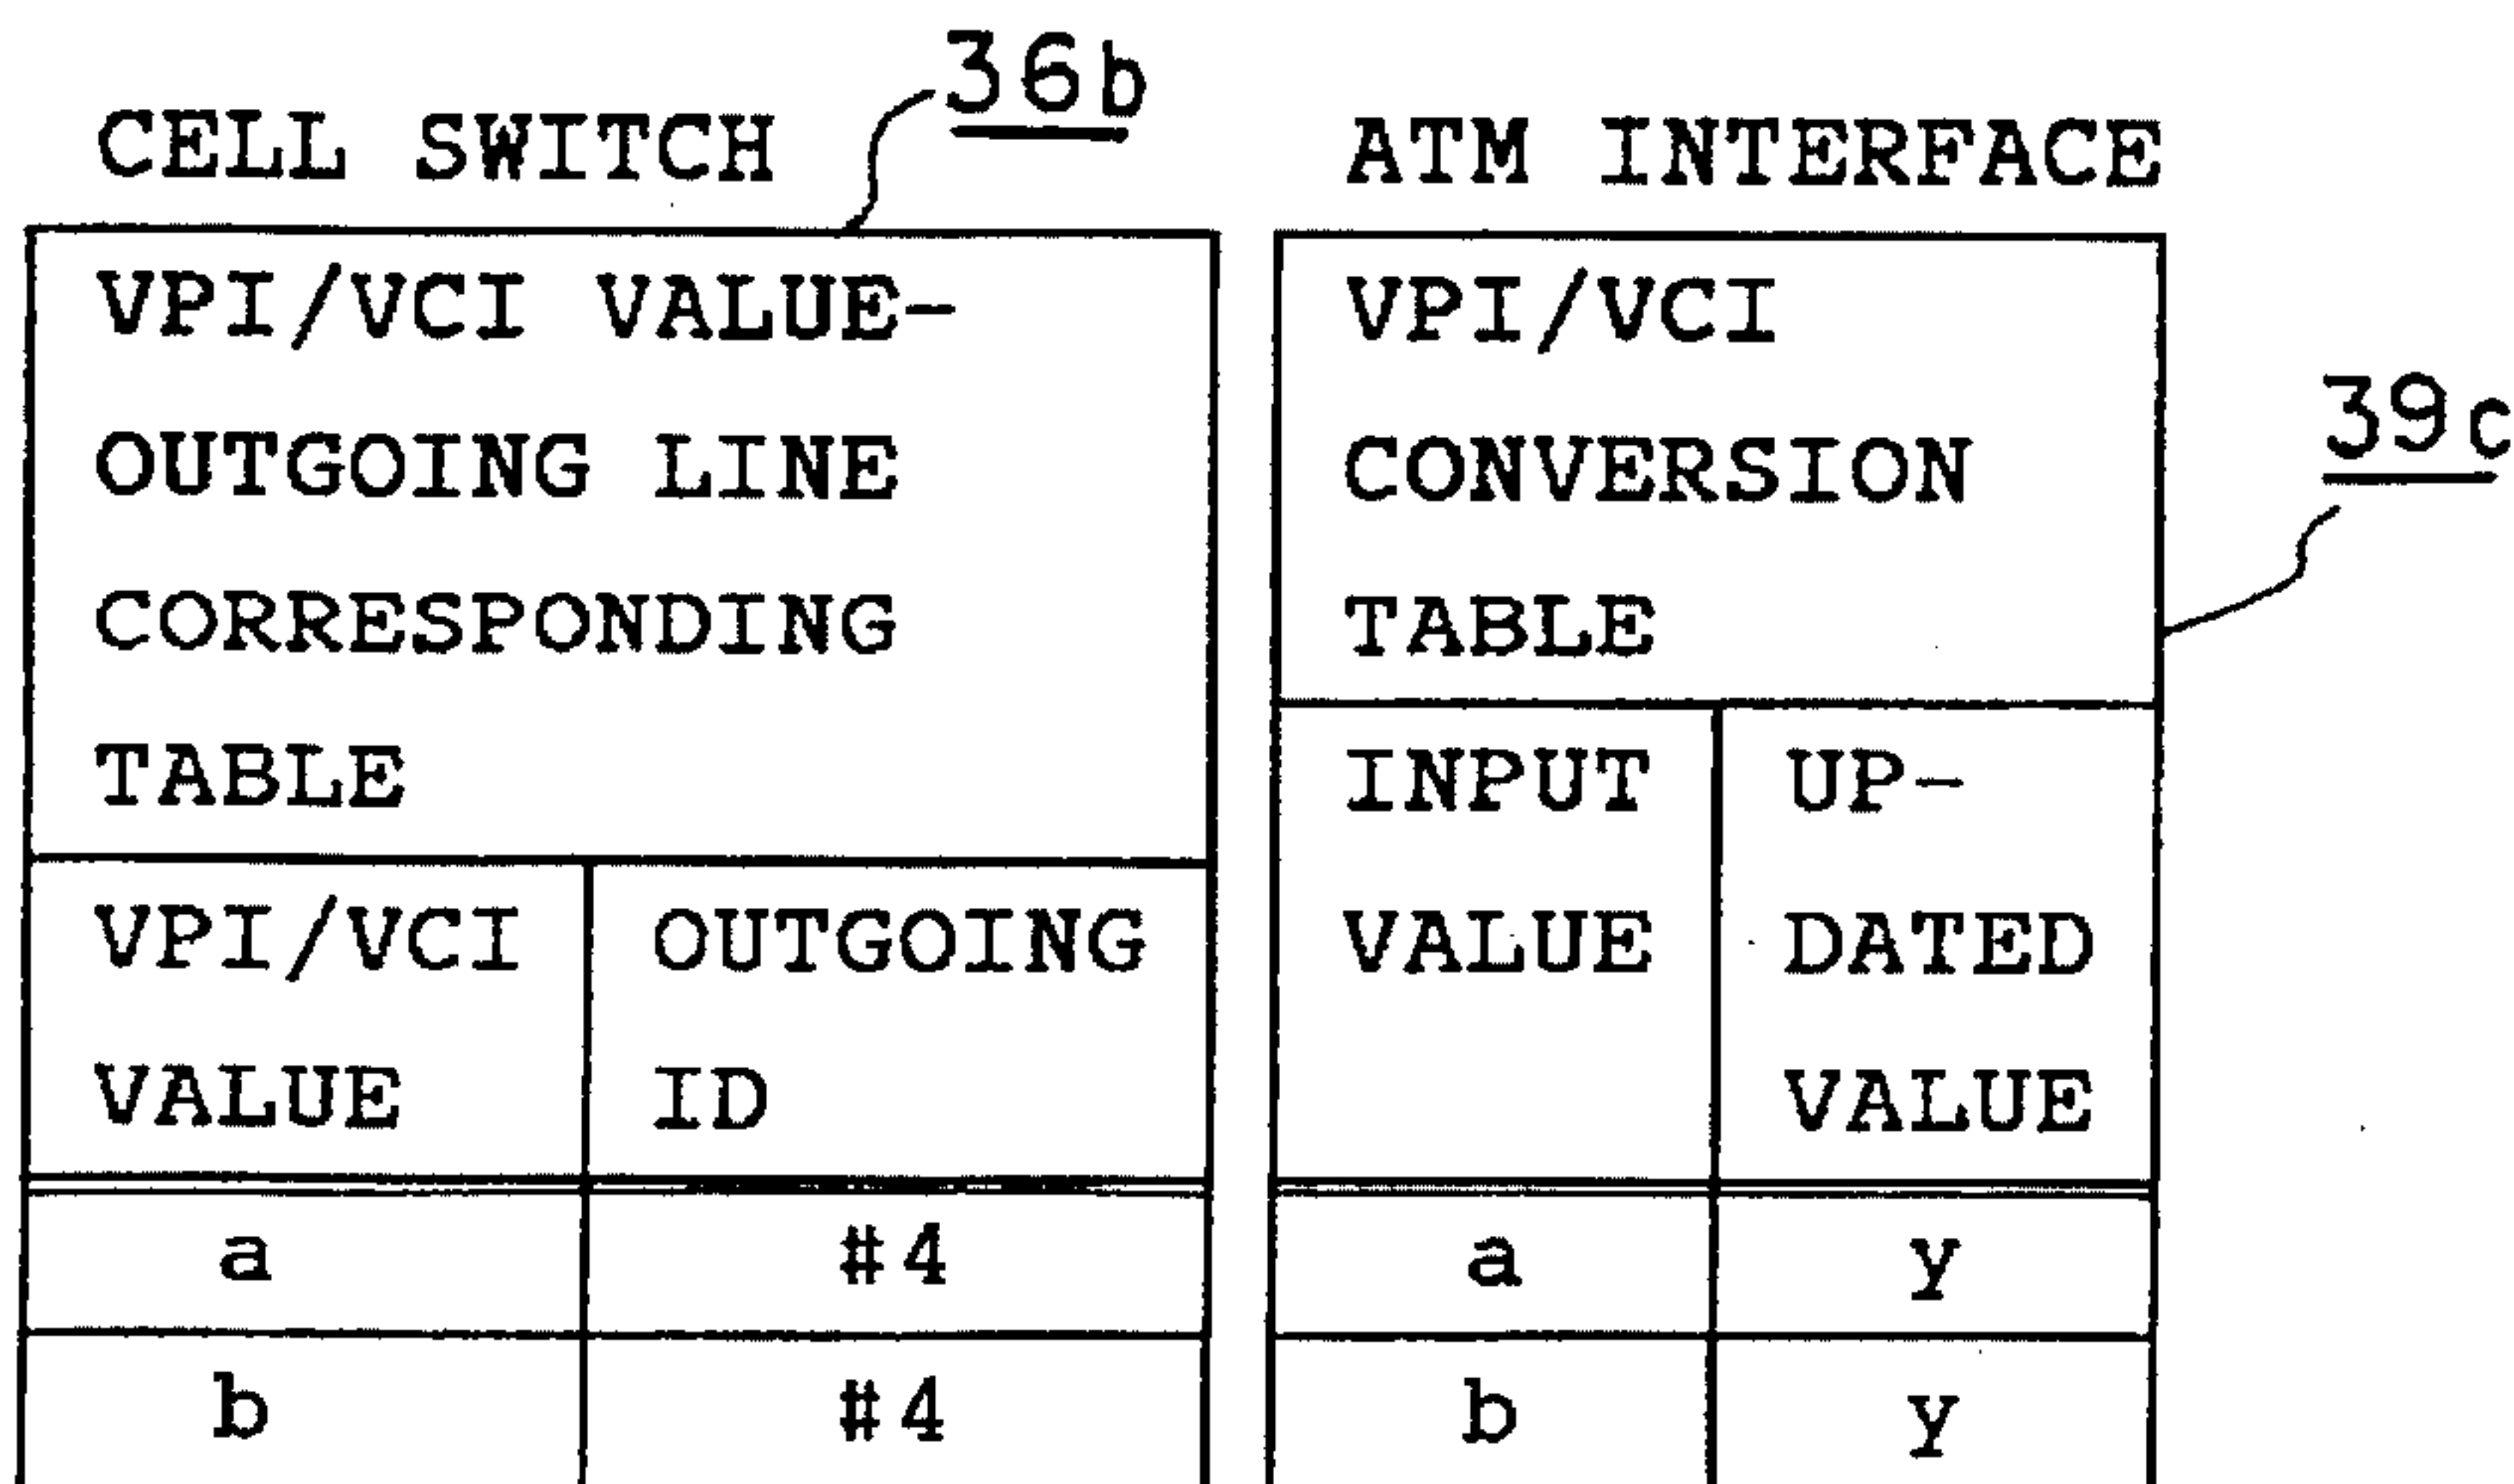 36b
CELL SWITCH
VPI/VCI VALUE-
OUTGOING LINE
CORRESPONDING
TABLE
VPI/VCI
VALUE
OUTGOING
ID
a #4
b #4
ATM INTERFACE
39c
VPI/VCI
CONVERSION
TABLE
INPUT
VALUE
UP-
DATED
VALUE
a y
b y